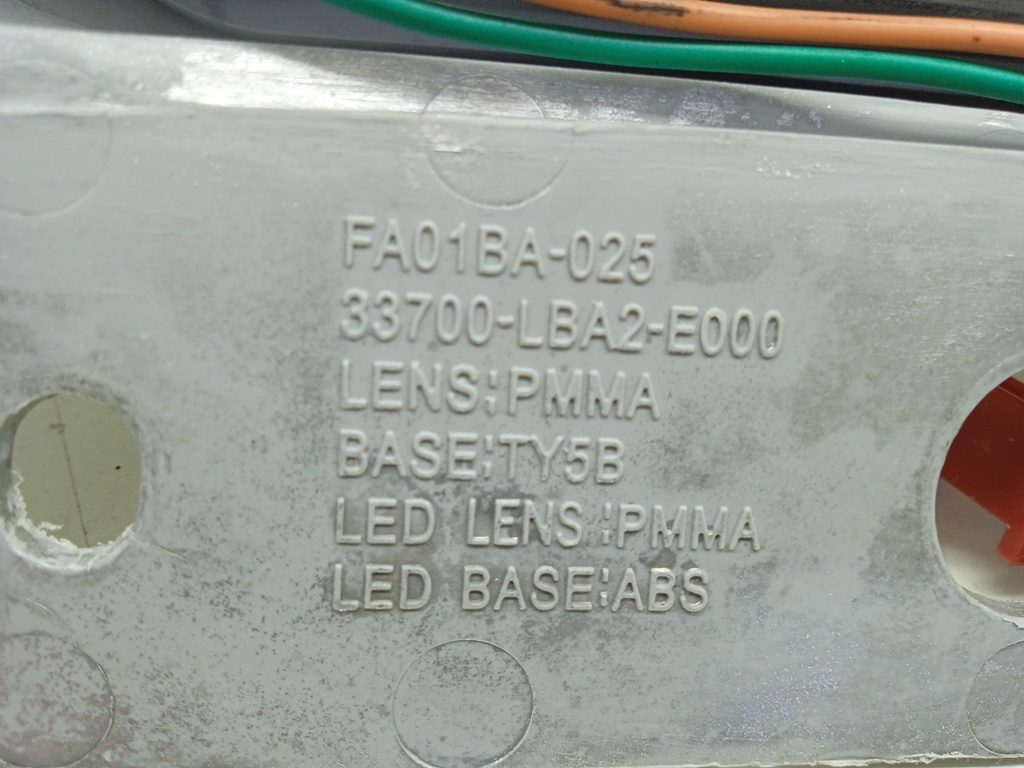 FA01BA-025
33700-LBA2-E000
LENS:PMMA
BASE:TY5B
LED LENS :PMMA
LED BASE:ABS